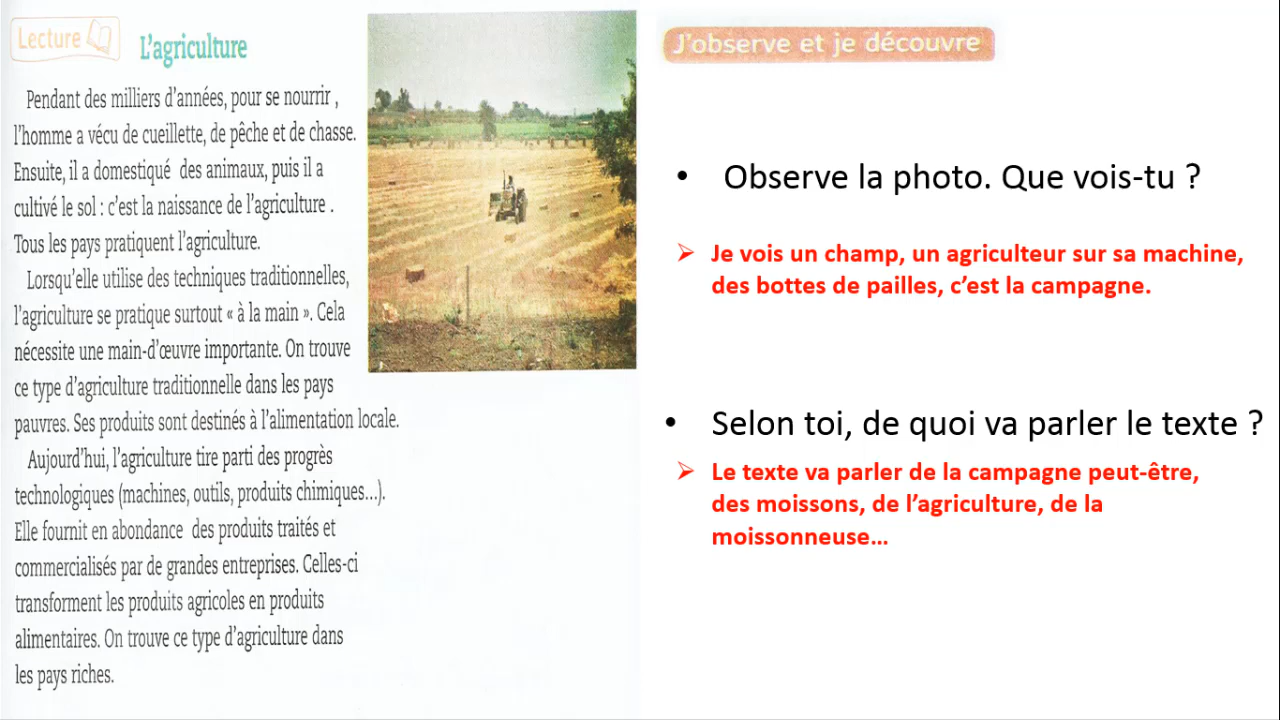 Lecture
L'agriculture
Pendant des milliers d'années, pour se nourrir ,
l'homme a vécu de cueillette, de pêche et de chasse.
Ensuite, il a domestiqué des animaux, puis il a
cultivé le sol : c'est la naissance de l'agriculture .
Tous les pays pratiquent l'agriculture.
Lorsqu'elle utilise des techniques traditionnelles,
l'agriculture se pratique surtout « à la main ». Cela
nécessite une main-d'œuvre importante. On trouve
ce type d'agriculture traditionnelle dans les pays
pauvres. Ses produits sont destinés à l'alimentation locale.
Aujourd'hui, l'agriculture tire parti des progrès
technologiques (machines, outils, produits chimiques...).
Elle fournit en abondance des produits traités et
commercialisés par de grandes entreprises. Celles-ci
transforment les produits agricoles en produits
alimentaires. On trouve ce type d'agriculture dans
les pays riches.
J'observe et je découvre
• Observe la photo. Que vois-tu ?
➢ Je vois un champ, un agriculteur sur sa machine,
des bottes de pailles, c'est la campagne.
• Selon toi, de quoi va parler le texte ?
➢ Le texte va parler de la campagne peut-être,
des moissons, de l'agriculture, de la
moissonneuse…